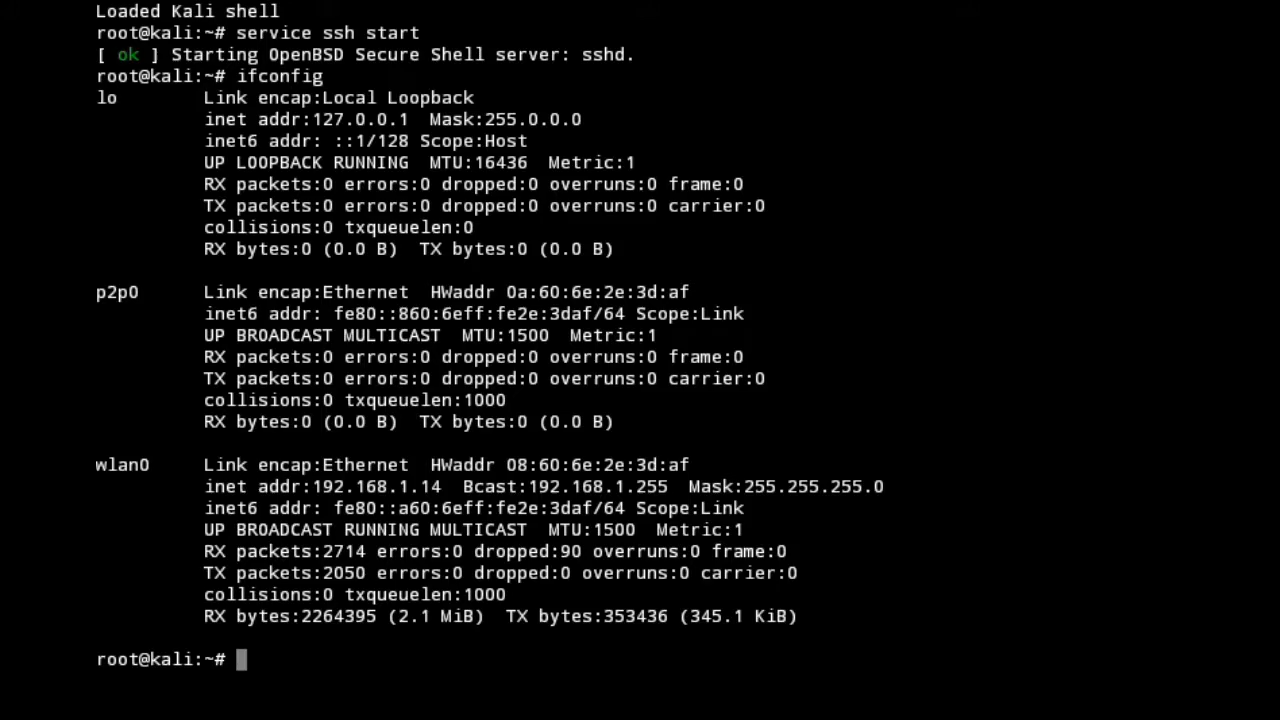 Loaded Kali shell
root@kali:~# service ssh start
[ ok ] Starting OpenBSD Secure Shell server: sshd.
root@kali:~# ifconfig
lo        Link encap:Local Loopback
          inet addr:127.0.0.1  Mask:255.0.0.0
          inet6 addr: ::1/128 Scope:Host
          UP LOOPBACK RUNNING  MTU:16436  Metric:1
          RX packets:0 errors:0 dropped:0 overruns:0 frame:0
          TX packets:0 errors:0 dropped:0 overruns:0 carrier:0
          collisions:0 txqueuelen:0
          RX bytes:0 (0.0 B)  TX bytes:0 (0.0 B)

p2p0      Link encap:Ethernet  HWaddr 0a:60:6e:2e:3d:af
          inet6 addr: fe80::860:6eff:fe2e:3daf/64 Scope:Link
          UP BROADCAST MULTICAST  MTU:1500  Metric:1
          RX packets:0 errors:0 dropped:0 overruns:0 frame:0
          TX packets:0 errors:0 dropped:0 overruns:0 carrier:0
          collisions:0 txqueuelen:1000
          RX bytes:0 (0.0 B)  TX bytes:0 (0.0 B)

wlan0     Link encap:Ethernet  HWaddr 08:60:6e:2e:3d:af
          inet addr:192.168.1.14  Bcast:192.168.1.255  Mask:255.255.255.0
          inet6 addr: fe80::a60:6eff:fe2e:3daf/64 Scope:Link
          UP BROADCAST RUNNING MULTICAST  MTU:1500  Metric:1
          RX packets:2714 errors:0 dropped:90 overruns:0 frame:0
          TX packets:2050 errors:0 dropped:0 overruns:0 carrier:0
          collisions:0 txqueuelen:1000
          RX bytes:2264395 (2.1 MiB)  TX bytes:353436 (345.1 KiB)

root@kali:~#